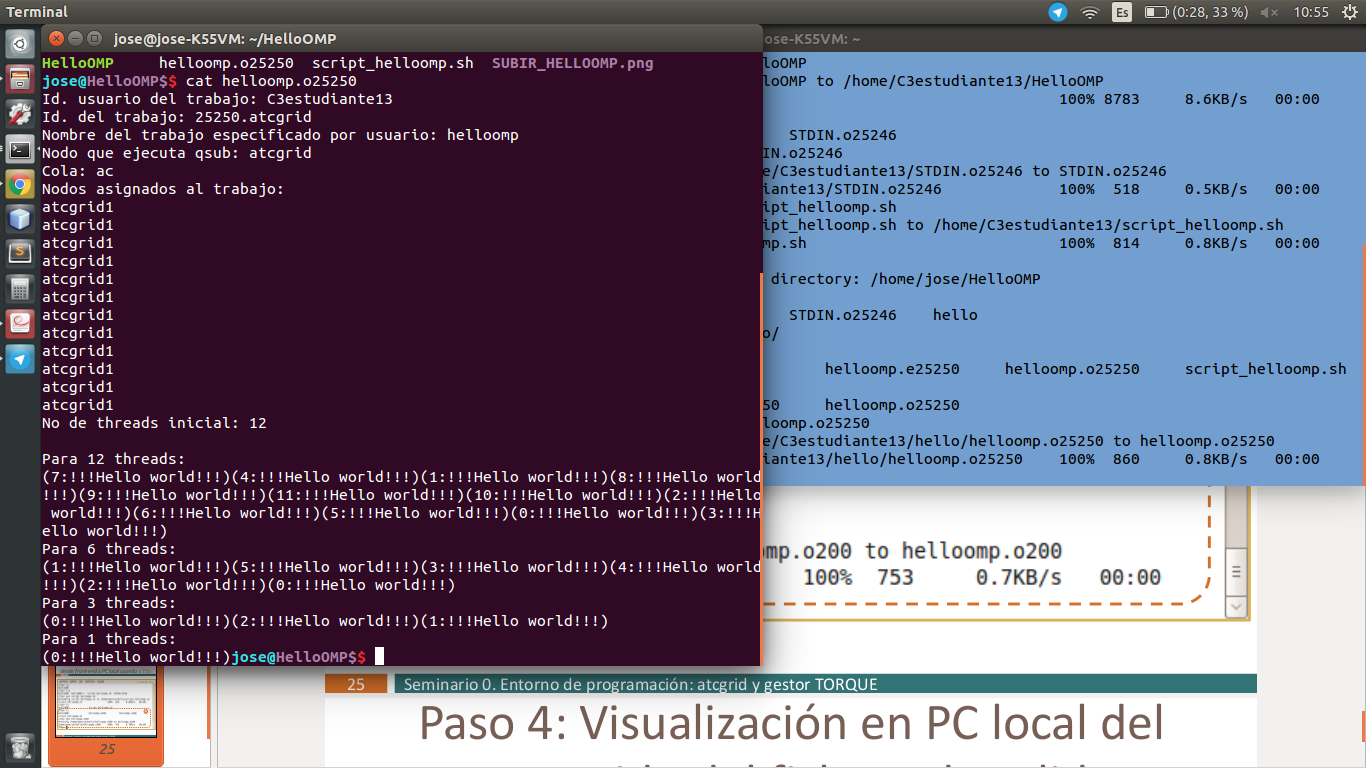 Terminal
Es
(0:28, 33 %)
10:55
jose@jose-K55VM: ~/HelloOMP
HelloOMP helloomp.o25250 script_helloomp.sh SUBIR_HELLOOMP.png
jose@HelloOMP$$ cat helloomp.o25250
Id. usuario del trabajo: C3estudiante13
Id. del trabajo: 25250.atcgrid
Nombre del trabajo especificado por usuario: helloomp
Nodo que ejecuta qsub: atcgrid
Cola: ac
Nodos asignados al trabajo:
atcgrid1
atcgrid1
atcgrid1
atcgrid1
atcgrid1
atcgrid1
atcgrid1
atcgrid1
atcgrid1
atcgrid1
atcgrid1
atcgrid1
No de threads inicial: 12
Para 12 threads:
(7:!!!Hello world!!!)(4:!!!Hello world!!!)(1:!!!Hello world!!!)(8:!!!Hello world
!!!)(9:!!!Hello world!!!)(11:!!!Hello world!!!)(10:!!!Hello world!!!)(2:!!!Hello
 world!!!)(6:!!!Hello world!!!)(5:!!!Hello world!!!)(0:!!!Hello world!!!)(3:!!!H
ello world!!!)
Para 6 threads:
(1:!!!Hello world!!!)(5:!!!Hello world!!!)(3:!!!Hello world!!!)(4:!!!Hello world
!!!)(2:!!!Hello world!!!)(0:!!!Hello world!!!)
Para 3 threads:
(0:!!!Hello world!!!)(2:!!!Hello world!!!)(1:!!!Hello world!!!)
Para 1 threads:
(0:!!!Hello world!!!)jose@HelloOMP$$
ose-K55VM: ~
loOMP
loOMP to /home/C3estudiante13/HelloOMP
100% 8783 8.6KB/s 00:00
STDIN.o25246
IN.o25246
e/C3estudiante13/STDIN.o25246 to STDIN.o25246
iante13/STDIN.o25246 100% 518 0.5KB/s 00:00
ipt_helloomp.sh
ipt_helloomp.sh to /home/C3estudiante13/script_helloomp.sh
mp.sh 100% 814 0.8KB/s 00:00
directory: /home/jose/HelloOMP
STDIN.o25246 hello
o/
helloomp.e25250 helloomp.o25250 script_helloomp.sh
50 helloomp.o25250
loomp.o25250
e/C3estudiante13/hello/helloomp.o25250 to helloomp.o25250
iante13/hello/helloomp.o25250 100% 860 0.8KB/s 00:00
mp.o200 to helloomp.o200
100% 753 0.7KB/s 00:00
25 Seminario 0. Entorno de programación: atcgrid y gestor TORQUE
Paso 4: Visualización en PC local del
25